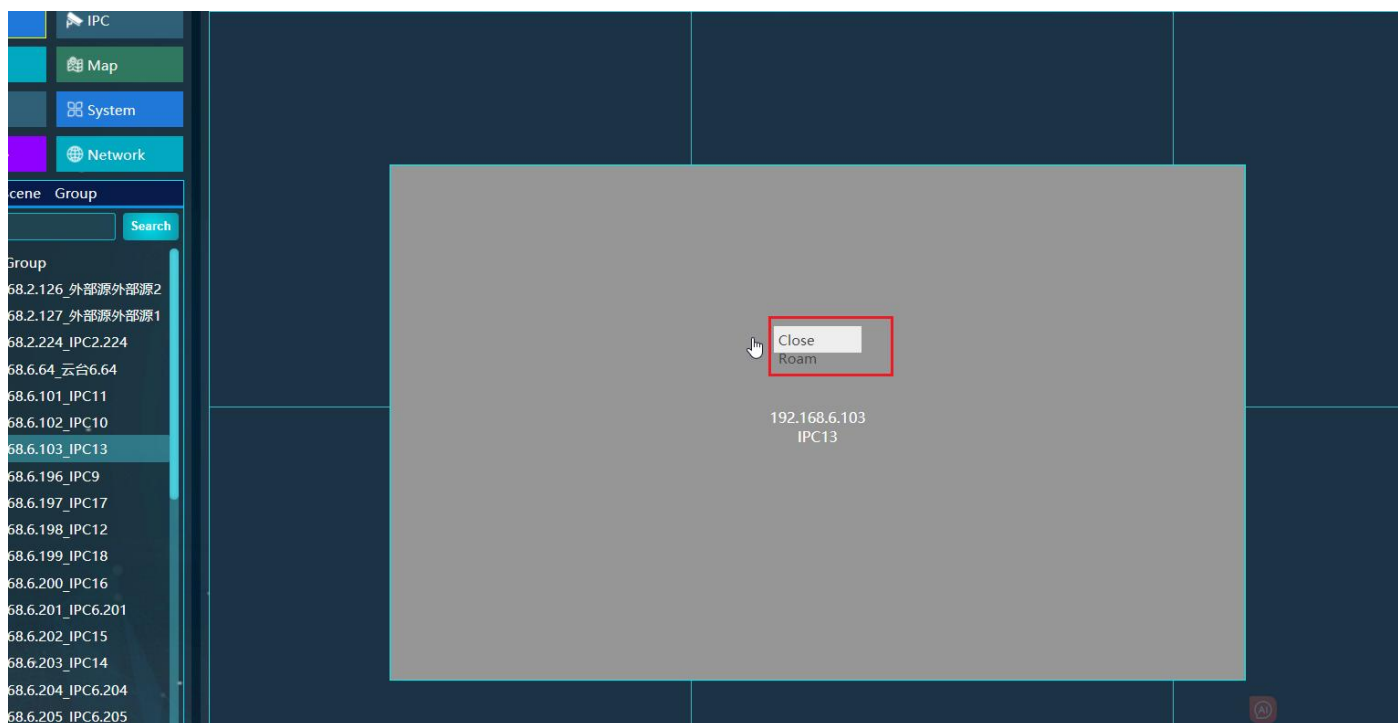 IPC
Map
System
Network
cene Group
Search
Group
68.2.126_外部源外部源2
68.2.127_外部源外部源1
68.2.224_IPC2.224
68.6.64_云台6.64
68.6.101_IPC11
68.6.102_IPC10
68.6.103_IPC13
68.6.196_IPC9
68.6.197_IPC17
68.6.198_IPC12
68.6.199_IPC18
68.6.200_IPC16
68.6.201_IPC6.201
68.6.202_IPC15
68.6.203_IPC14
68.6.204_IPC6.204
68.6.205_IPC6.205
Close
Roam
192.168.6.103
IPC13
AI